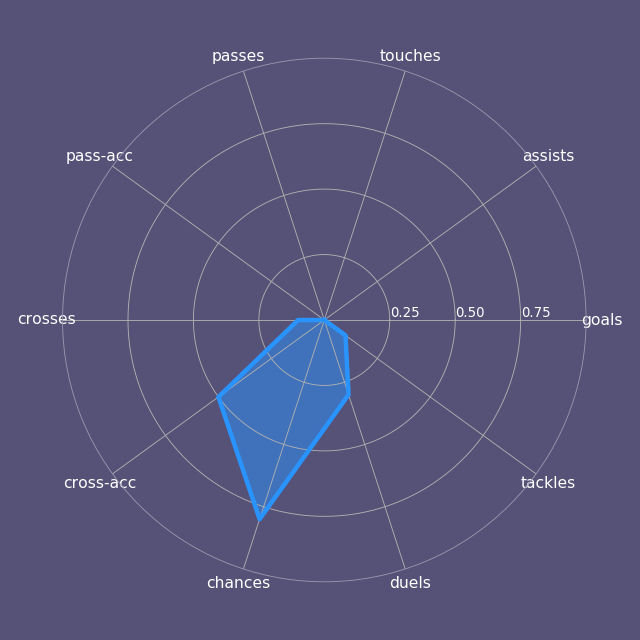 passes touches
pass-acc assists
crosses 0.25 0.50 0.75 goals
cross-acc tackles
chances duels